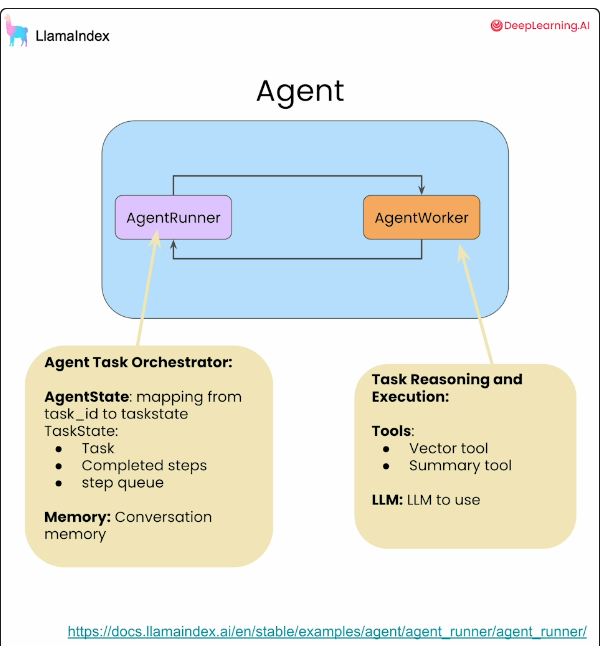 LlamaIndex
DeepLearning.AI
Agent
AgentRunner
AgentWorker
Agent Task Orchestrator:
AgentState: mapping from
task_id to taskstate
TaskState:
● Task
● Completed steps
● step queue
Memory: Conversation
memory
Task Reasoning and
Execution:
Tools:
● Vector tool
● Summary tool
LLM: LLM to use
https://docs.llamaindex.ai/en/stable/examples/agent/agent_runner/agent_runner/